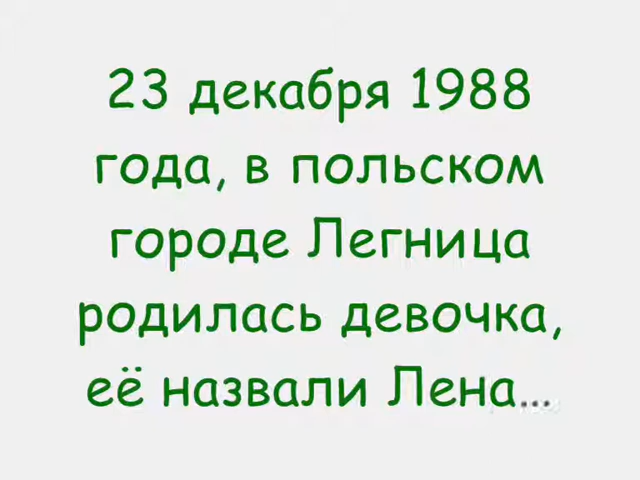 23 декабря 1988
года, в польском
городе Легница
родилась девочка,
её назвали Лена...